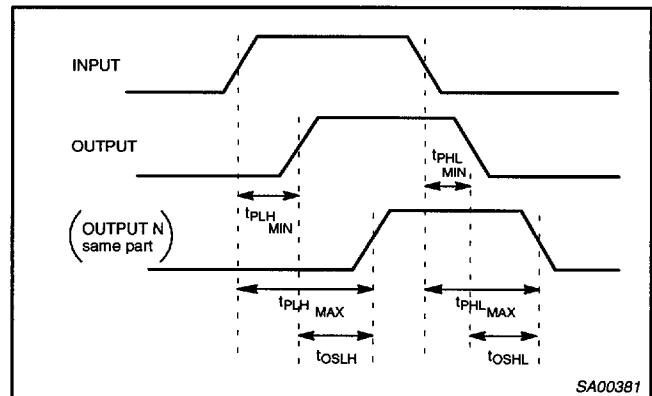 INPUT
OUTPUT
tPHL MIN
tPLH MIN
(OUTPUT N
same part)
tPLH MAX
tPHL MAX
tOSLH
tOSHL
SA00381